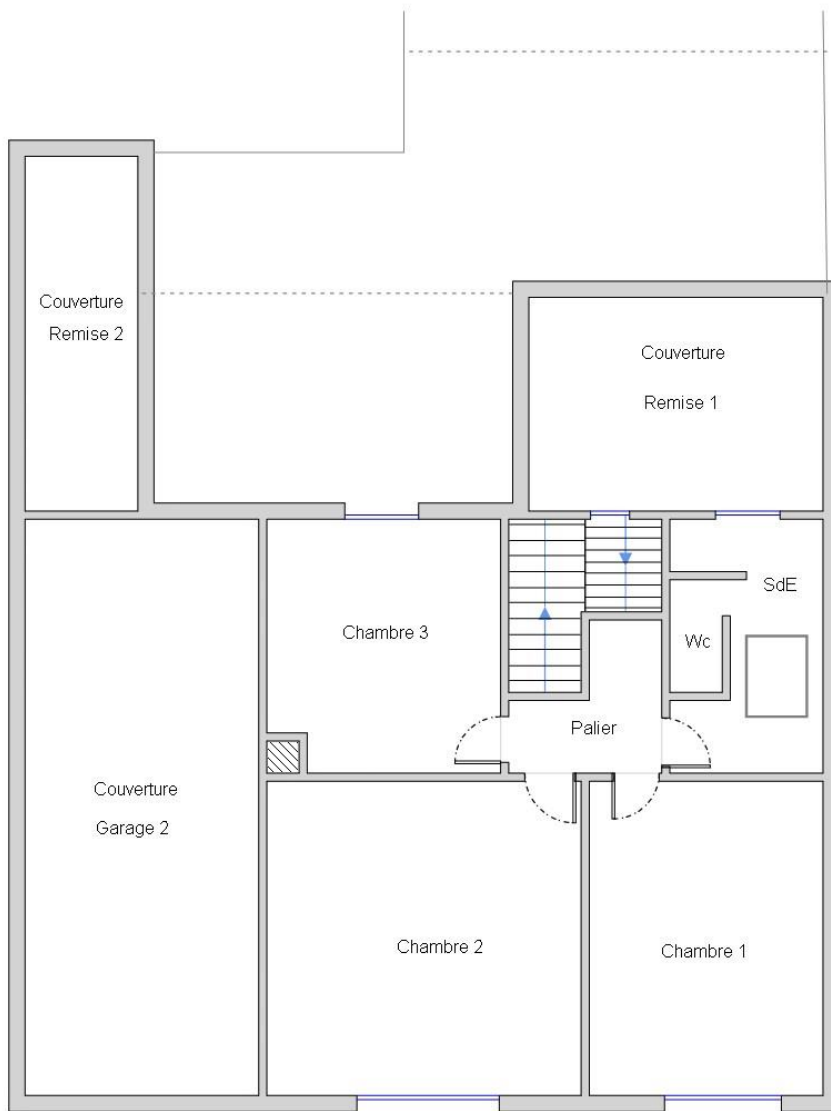 Couverture
Remise 2
Couverture
Remise 1
SdE
Chambre 3
Wc
Palier
Couverture
Garage 2
Chambre 2
Chambre 1